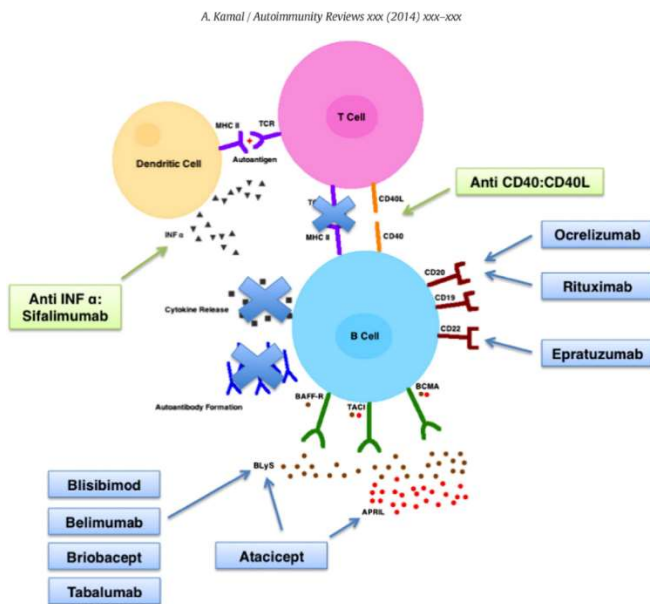 A. Kamal / Autoimmunity Reviews xxx (2014) xxx–xxx
T Cell
MHC II
TCR
Dendritic Cell
Autoantigen
Anti CD40:CD40L
CD40L
MHC II
CD40
INF α
Ocrelizumab
CD20
Rituximab
CD19
Anti INF α:
Sifalimumab
Cytokine Release
CD22
B Cell
Epratuzumab
BCMA
BAFF-R
TACI
Autoantibody Formation
BLyS
Blisibimod
APRIL
Belimumab
Briobacept
Atacicept
Tabalumab